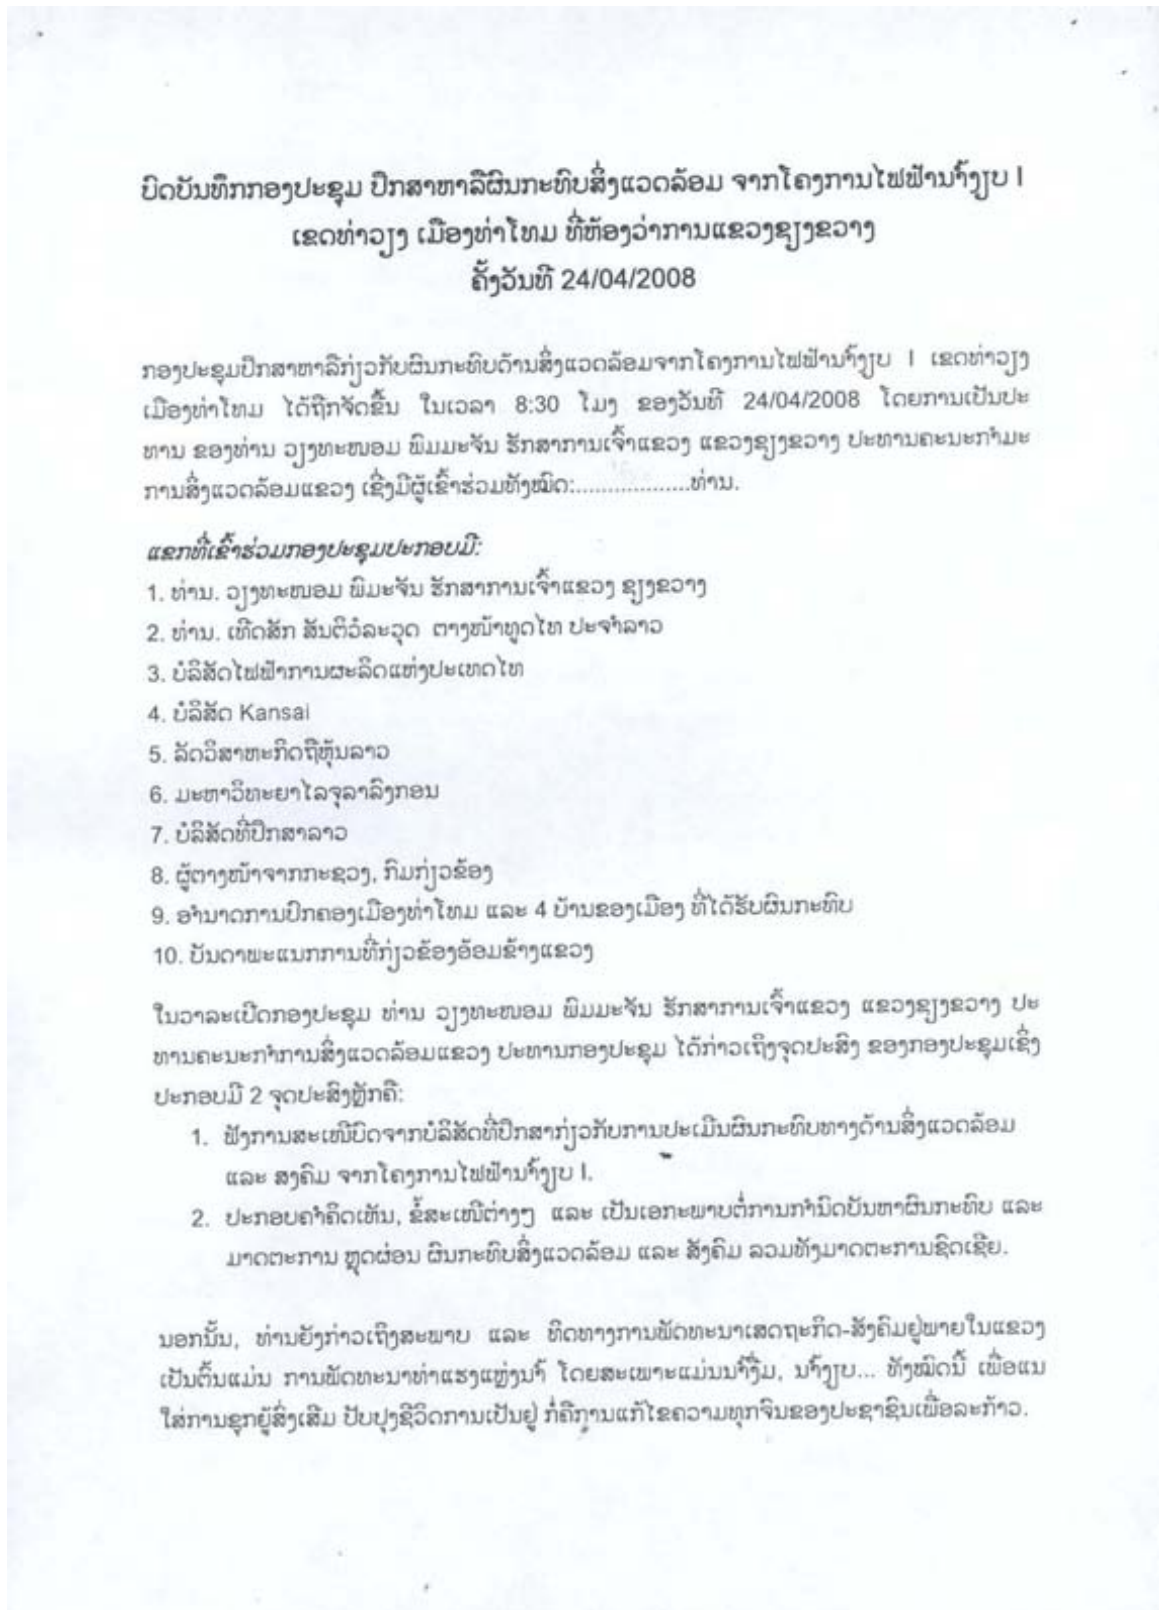 ບົດບັນທຶກກອງປະຊຸມ ປຶກສາຫາລືຜົນກະທົບສິ່ງແວດລ້ອມ ຈາກໂຄງການໄຟຟ້ານ້ຳງຽບ I
ເຂດທ່າວຽງ ເມືອງທ່າໂທມ ທີ່ຫ້ອງວ່າການແຂວງຊຽງຂວາງ
ຄັ້ງວັນທີ 24/04/2008
ກອງປະຊຸມປຶກສາຫາລືກ່ຽວກັບຜົນກະທົບດ້ານສິ່ງແວດລ້ອມຈາກໂຄງການໄຟຟ້ານ້ຳງຽບ I ເຂດທ່າວຽງ
ເມືອງທ່າໂທມ ໄດ້ຖືກຈັດຂຶ້ນ ໃນເວລາ 8:30 ໂມງ ຂອງວັນທີ 24/04/2008 ໂດຍການເປັນປະ
ທານ ຂອງທ່ານ ວຽງທະໜອມ ພິມມະຈັນ ຮັກສາການເຈົ້າແຂວງ ແຂວງຊຽງຂວາງ ປະທານຄະນະກຳມະ
ການສິ່ງແວດລ້ອມແຂວງ ເຊິ່ງມີຜູ້ເຂົ້າຮ່ວມທັງໝົດ:...................ທ່ານ.
ແຂກທີ່ເຂົ້າຮ່ວມກອງປະຊຸມປະກອບມີ:
1. ທ່ານ. ວຽງທະໜອມ ພິມະຈັນ ຮັກສາການເຈົ້າແຂວງ ຊຽງຂວາງ
2. ທ່ານ. ເທີດສັກ ສັນຕິວໍລະວຸດ ຕາງໜ້າທູດໄທ ປະຈຳລາວ
3. ບໍລິສັດໄຟຟ້າການຜະລິດແຫ່ງປະເທດໄທ
4. ບໍລິສັດ Kansai
5. ລັດວິສາຫະກິດຖືຫຸ້ນລາວ
6. ມະຫາວິທະຍາໄລຈຸລາລົງກອນ
7. ບໍລິສັດທີ່ປຶກສາລາວ
8. ຜູ້ຕາງໜ້າຈາກກະຊວງ, ກົມກ່ຽວຂ້ອງ
9. ອຳນາດການປົກຄອງເມືອງທ່າໂທມ ແລະ 4 ບ້ານຂອງເມືອງ ທີ່ໄດ້ຮັບຜົນກະທົບ
10. ບັນດາພະແນກການທີ່ກ່ຽວຂ້ອງອ້ອມຂ້າງແຂວງ
ໃນວາລະເປີດກອງປະຊຸມ ທ່ານ ວຽງທະໜອມ ພິມມະຈັນ ຮັກສາການເຈົ້າແຂວງ ແຂວງຊຽງຂວາງ ປະ
ທານຄະນະກຳການສິ່ງແວດລ້ອມແຂວງ ປະທານກອງປະຊຸມ ໄດ້ກ່າວເຖິງຈຸດປະສົງ ຂອງກອງປະຊຸມເຊິ່ງ
ປະກອບມີ 2 ຈຸດປະສົງຫຼັກຄື:
1. ຟັງການສະເໜີບົດຈາກບໍລິສັດທີ່ປຶກສາກ່ຽວກັບການປະເມີນຜົນກະທົບທາງດ້ານສິ່ງແວດລ້ອມ
ແລະ ສງຄົມ ຈາກໂຄງການໄຟຟ້ານ້ຳງຽບ I.
2. ປະກອບຄຳຄິດເຫັນ, ຂໍ້ສະເໜີຕ່າງໆ ແລະ ເປັນເອກະພາບຕໍ່ການກຳນົດບັນຫາຜົນກະທົບ ແລະ
ມາດຕະການ ຫຼຸດຜ່ອນ ຜົນກະທົບສິ່ງແວດລ້ອມ ແລະ ສັງຄົມ ລວມທັງມາດຕະການຊົດເຊີຍ.
ນອກນັ້ນ, ທ່ານຍັງກ່າວເຖິງສະພາບ ແລະ ທິດທາງການພັດທະນາເສດຖະກິດ-ສັງຄົມຢູ່ພາຍໃນແຂວງ
ເປັນຕົ້ນແມ່ນ ການພັດທະນາທ່າແຮງແຫຼ່ງນ້ຳ ໂດຍສະເພາະແມ່ນນ້ຳງື່ມ, ນ້ຳງຽບ... ທັງໝົດນີ້ ເພື່ອແນ
ໃສ່ການຊຸກຍູ້ສົ່ງເສີມ ປັບປຸງຊີວິດການເປັນຢູ່ ກໍ່ຄືການແກ້ໄຂຄວາມທຸກຈົນຂອງປະຊາຊົນເພື່ອລະກ້າວ.